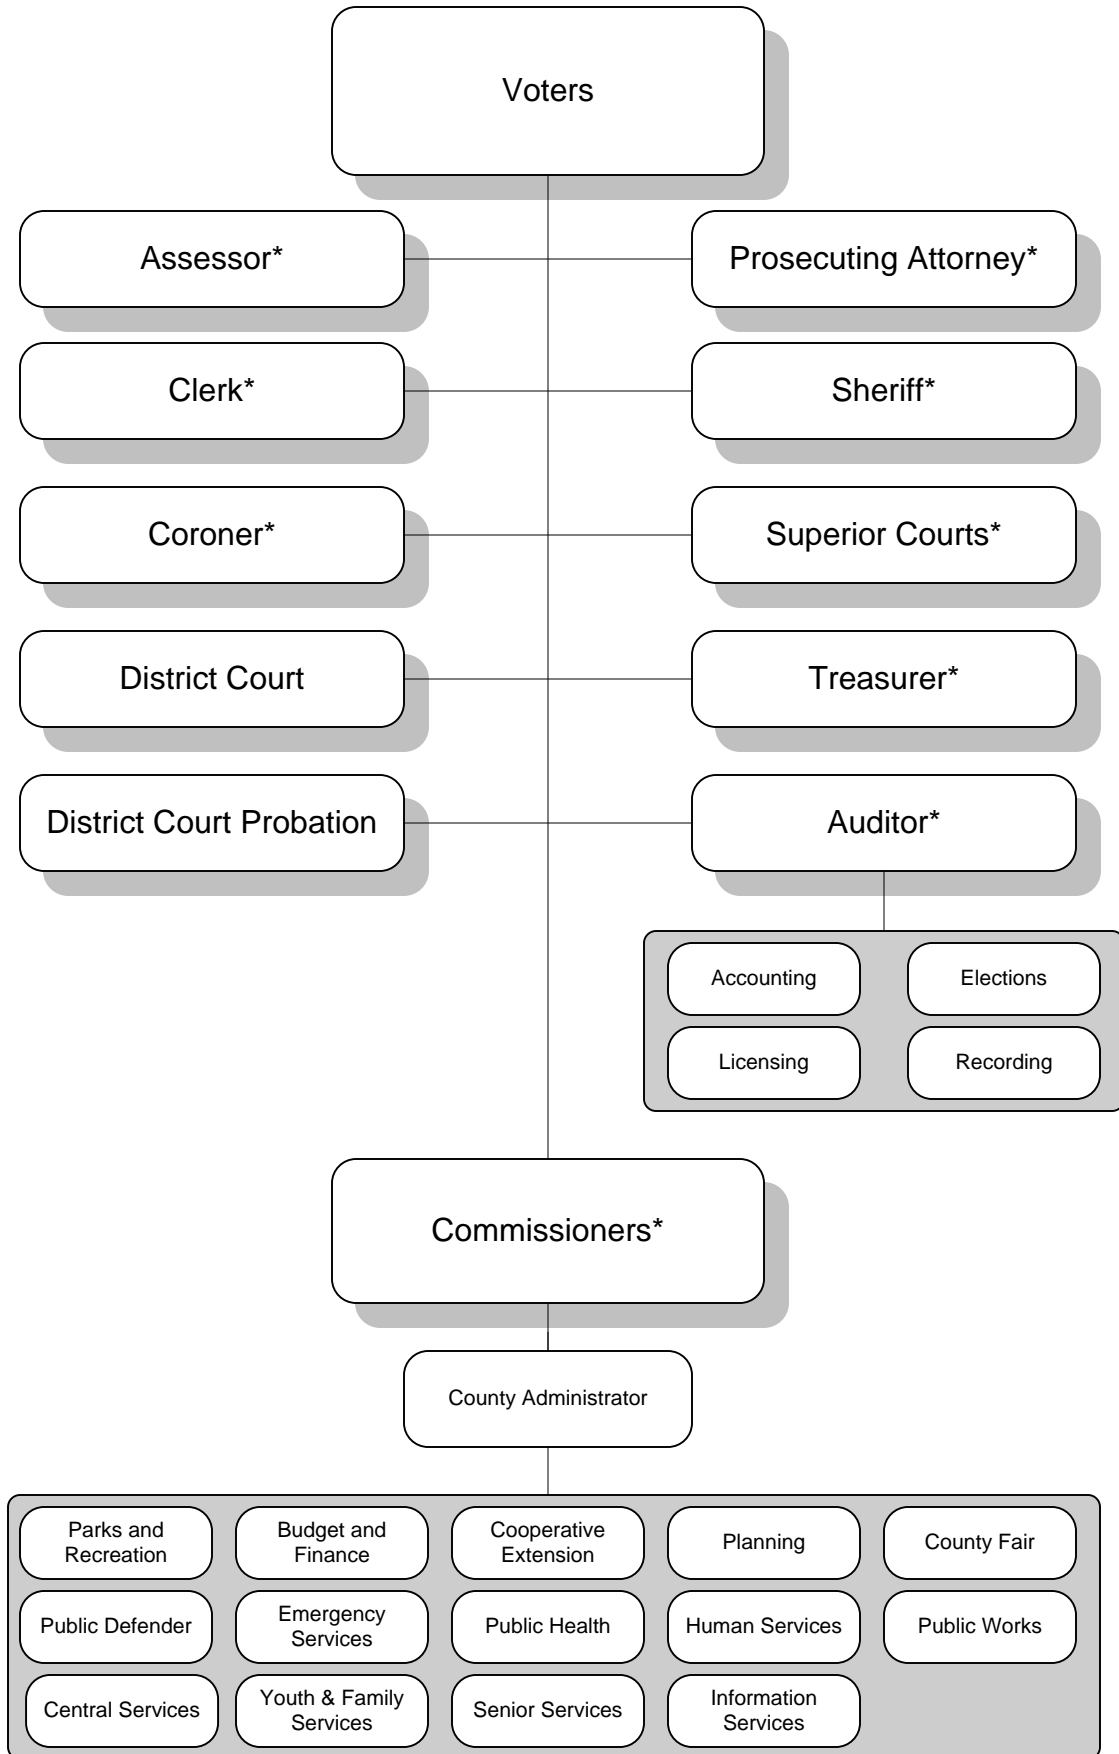 Voters
Assessor*
Prosecuting Attorney*
Clerk*
Sheriff*
Coroner*
Superior Courts*
District Court
Treasurer*
District Court Probation
Auditor*
Accounting
Elections
Licensing
Recording
Commissioners*
County Administrator
Parks and
Recreation
Budget and
Finance
Cooperative
Extension
Planning
County Fair
Public Defender
Emergency
Services
Public Health
Human Services
Public Works
Central Services
Youth & Family
Services
Senior Services
Information
Services